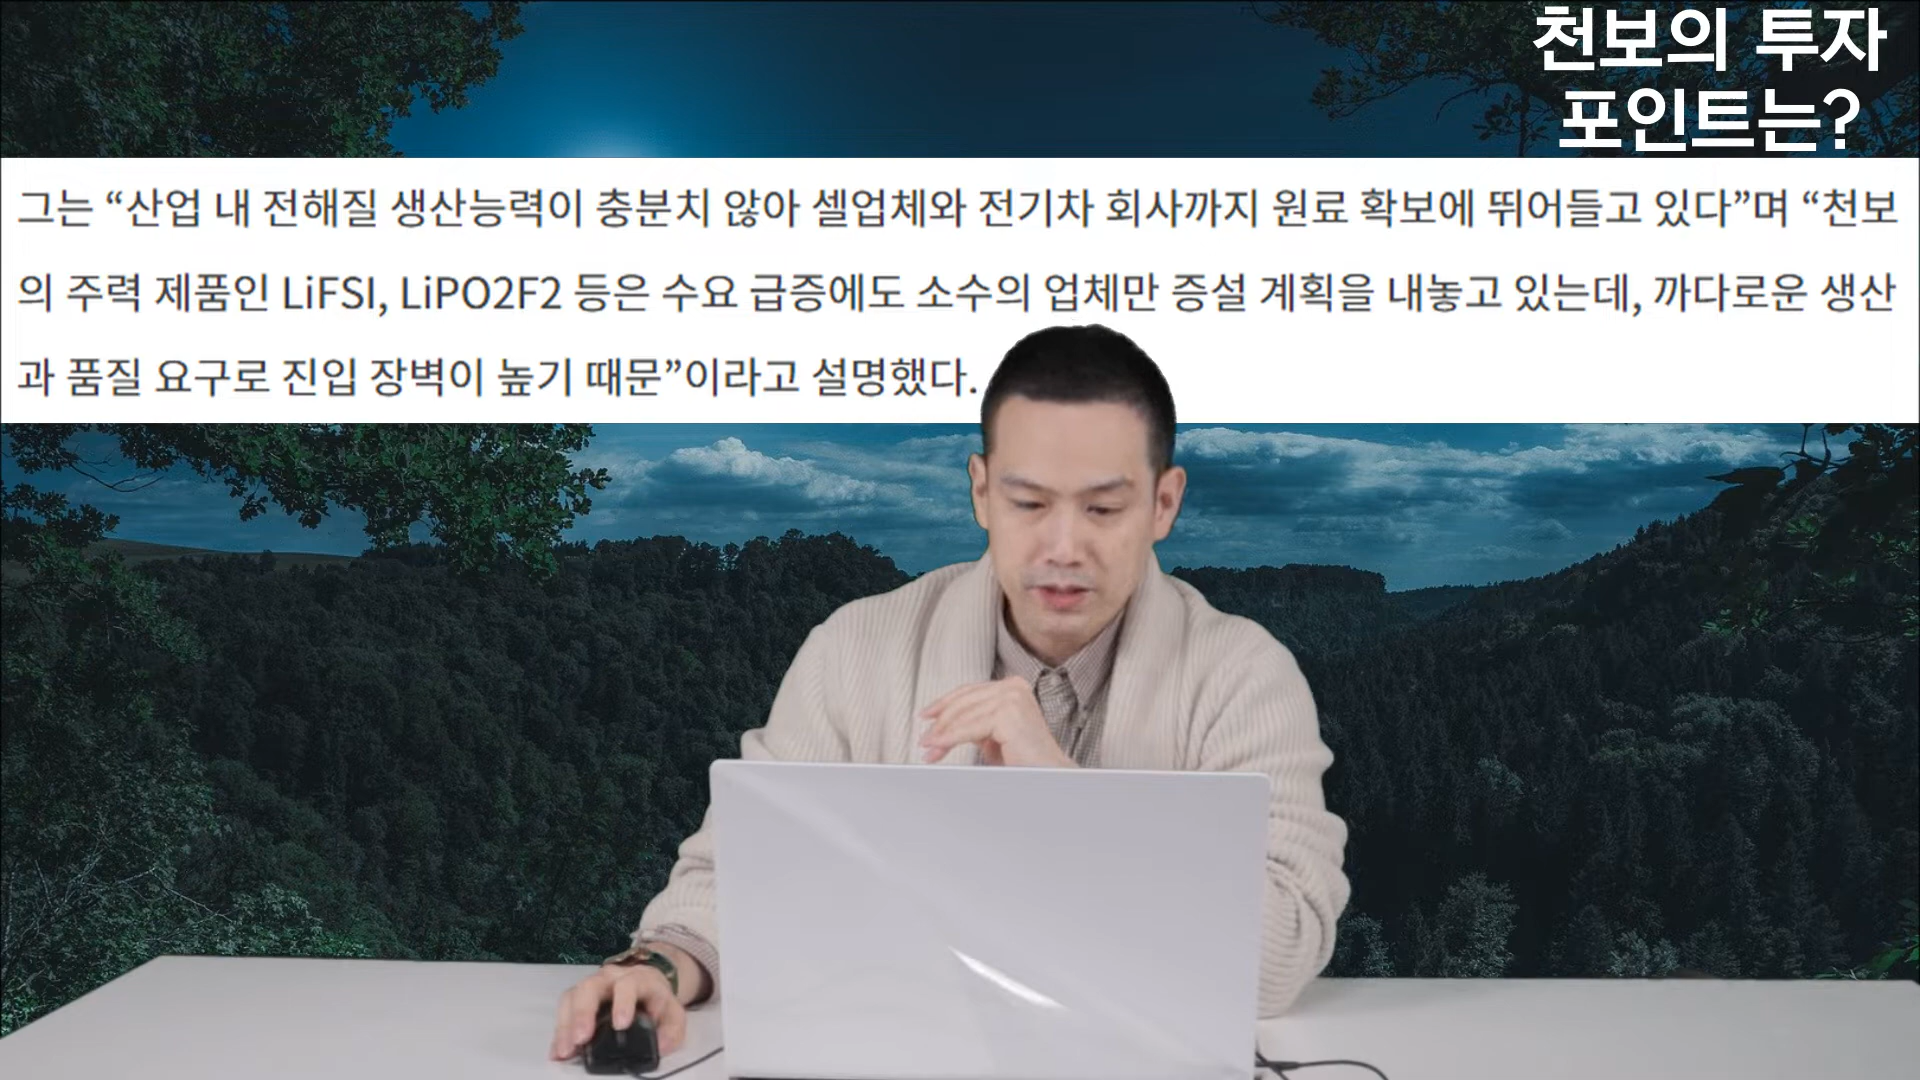 천보의 투자
포인트는?
그는 “산업 내 전해질 생산능력이 충분치 않아 셀업체와 전기차 회사까지 원료 확보에 뛰어들고 있다”며 “천보
의 주력 제품인 LiFSI, LiPO2F2 등은 수요 급증에도 소수의 업체만 증설 계획을 내놓고 있는데, 까다로운 생산
과 품질 요구로 진입 장벽이 높기 때문”이라고 설명했다.